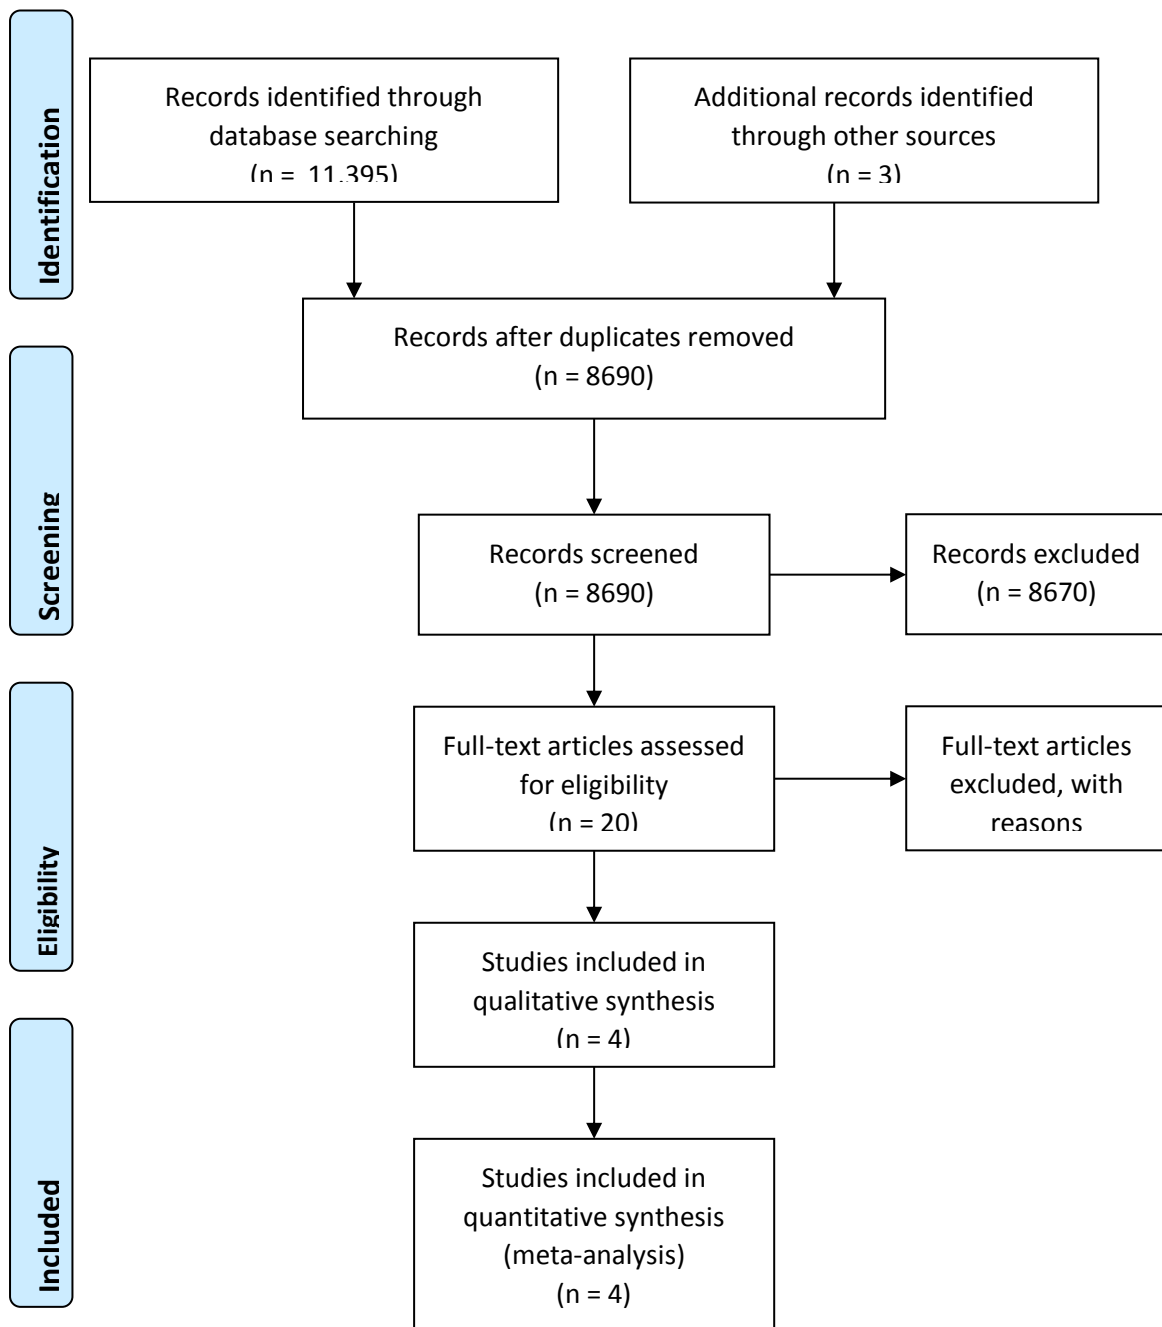 Identification
Records identified through
database searching
(n = 11.395)
Additional records identified
through other sources
(n = 3)
Records after duplicates removed
(n = 8690)
Screening
Records screened
(n = 8690)
Records excluded
(n = 8670)
Eligibility
Full-text articles assessed
for eligibility
(n = 20)
Full-text articles
excluded, with
reasons
Studies included in
qualitative synthesis
(n = 4)
Included
Studies included in
quantitative synthesis
(meta-analysis)
(n = 4)